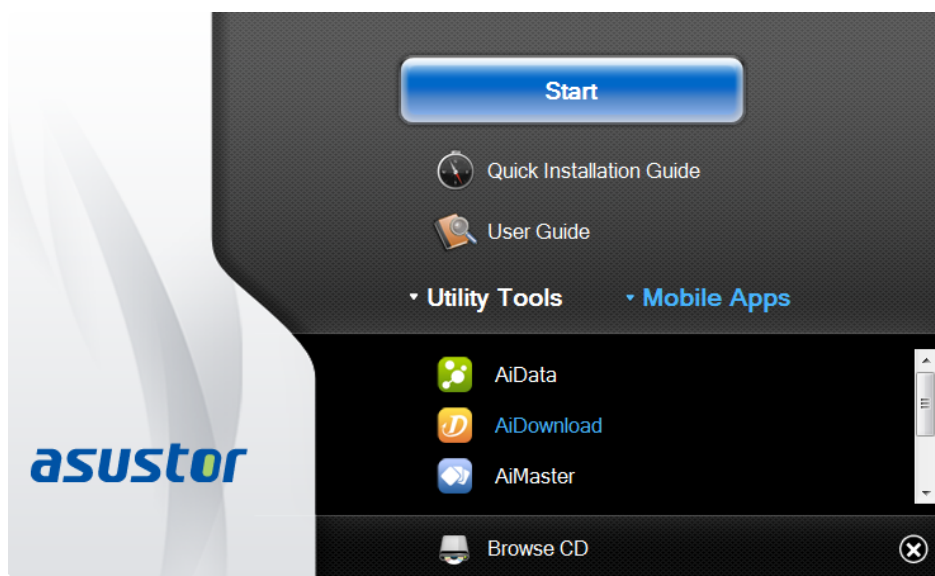 Start
Quick Installation Guide
User Guide
Utility Tools Mobile Apps
AiData
AiDownload
asustor
AiMaster
Browse CD